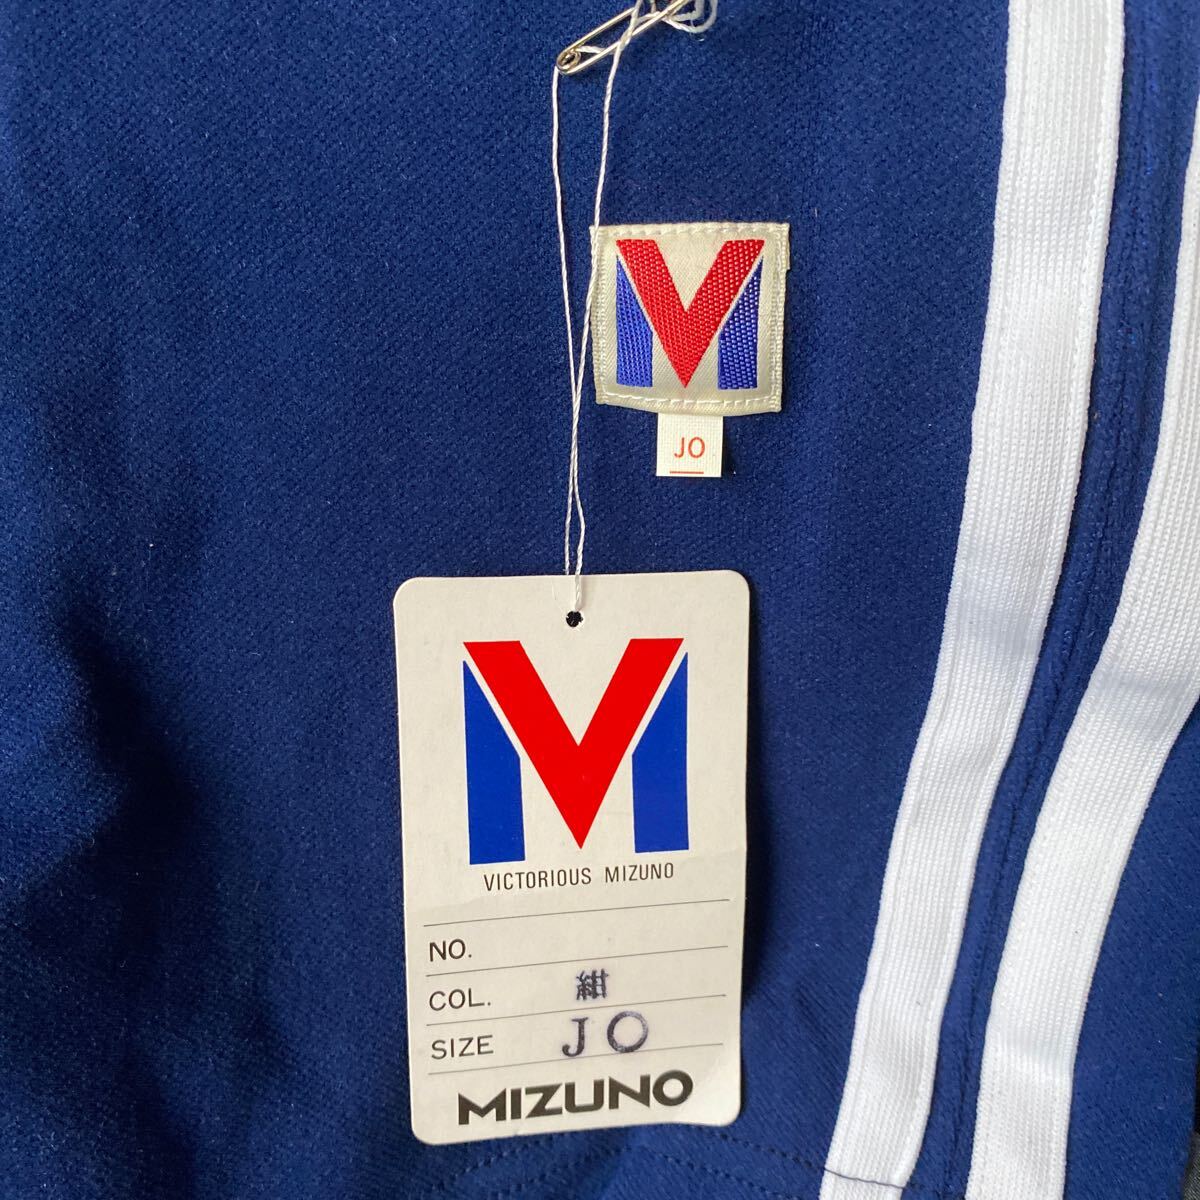 JO
VICTORIOUS MIZUNO
NO.
COL. 紺
SIZE JO
MIZUNO